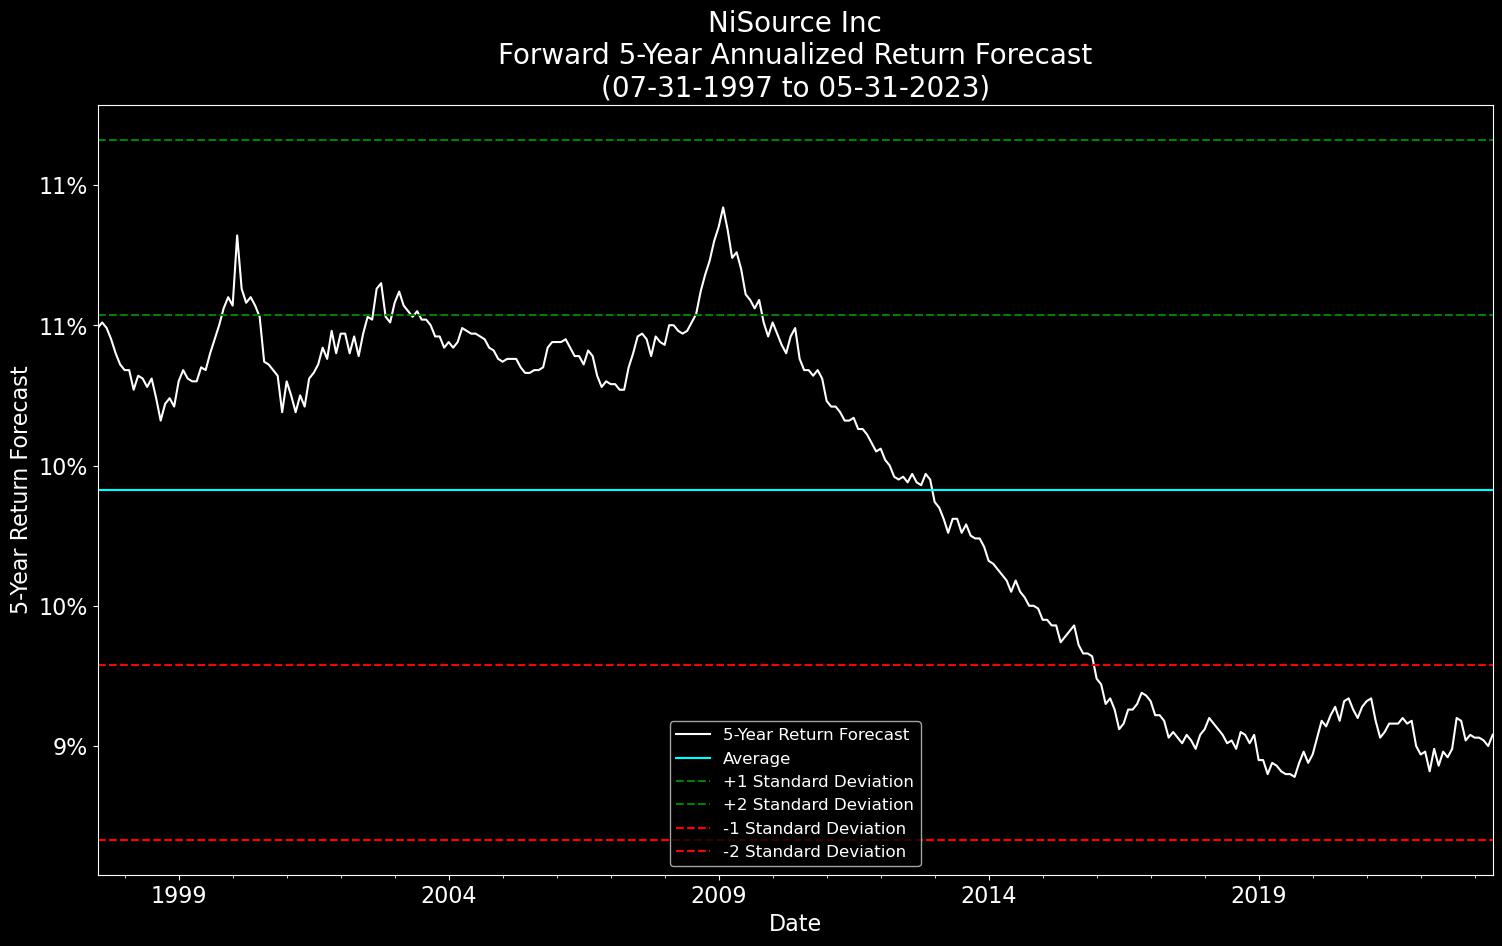 NiSource Inc
Forward 5-Year Annualized Return Forecast
(07-31-1997 to 05-31-2023)
5-Year Return Forecast
11%
11%
10%
10%
9%
5-Year Return Forecast
Average
+1 Standard Deviation
+2 Standard Deviation
-1 Standard Deviation
-2 Standard Deviation
1999 2004 2009 2014 2019
Date